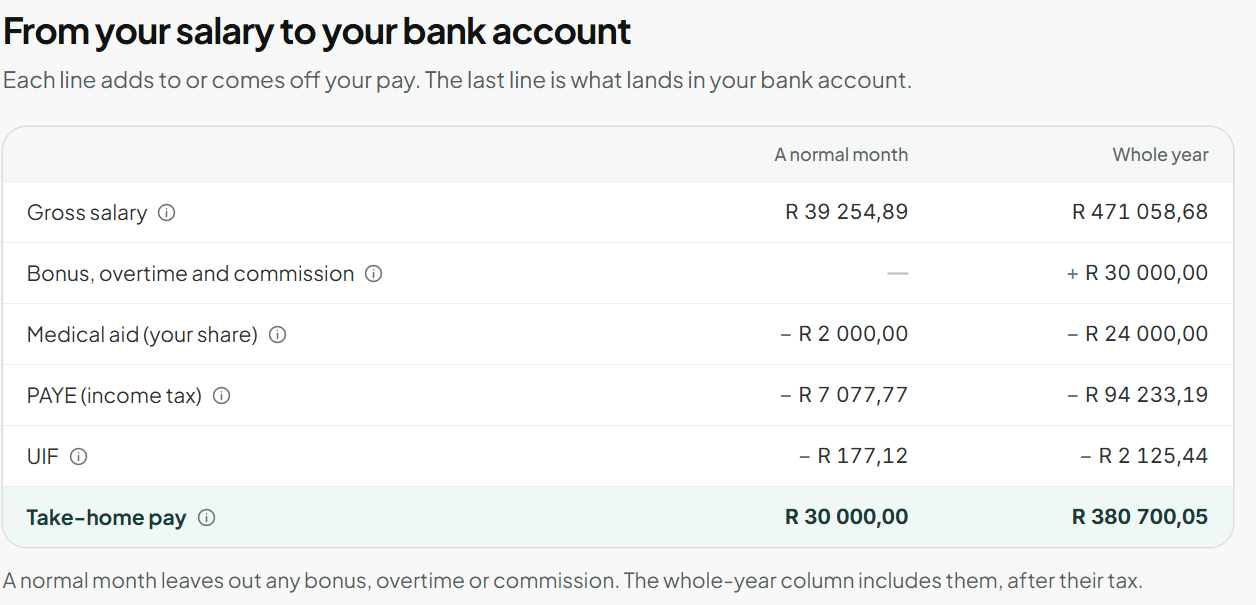 From your salary to your bank account
Each line adds to or comes off your pay. The last line is what lands in your bank account.
A normal month Whole year
Gross salary R 39 254,89 R 471 058,68
Bonus, overtime and commission — + R 30 000,00
Medical aid (your share) − R 2 000,00 − R 24 000,00
PAYE (income tax) − R 7 077,77 − R 94 233,19
UIF − R 177,12 − R 2 125,44
Take-home pay R 30 000,00 R 380 700,05
A normal month leaves out any bonus, overtime or commission. The whole-year column includes them, after their tax.